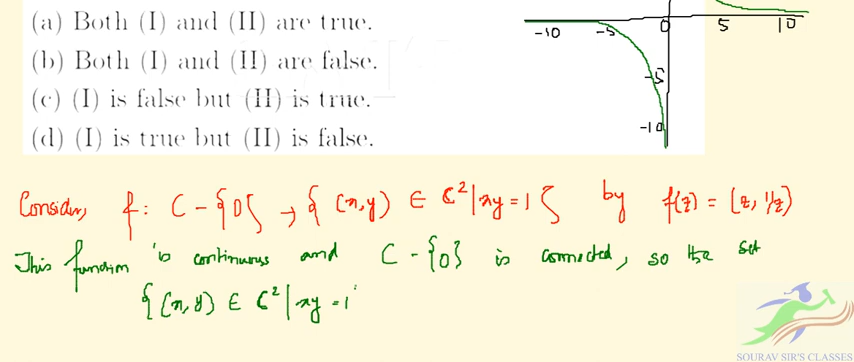 (a) Both (I) and (II) are true.
(b) Both (I) and (II) are false.
(c) (I) is false but (II) is true.
(d) (I) is true but (II) is false.
-10 -5 0 5 10
-5
-10
Consider, f: C - {0} → { (x,y) ∈ C² | xy = 1 } by f(z) = (z, 1/z)
This function is continuous and C - {0} is connected, so the set
{ (x,y) ∈ C² | xy = 1
SOURAV SIR'S CLASSES